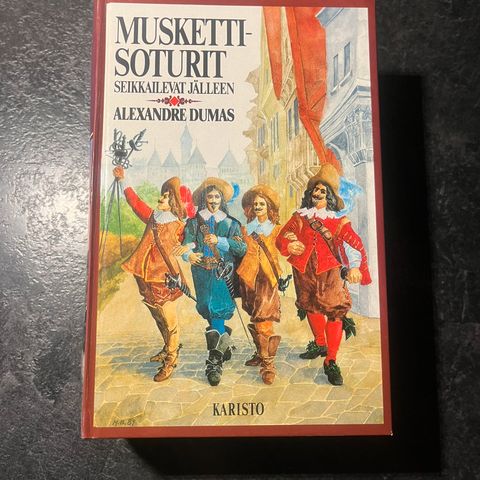 MUSKETTI-
SOTURIT
SEIKKAILEVAT JÄLLEEN
ALEXANDRE DUMAS
KARISTO